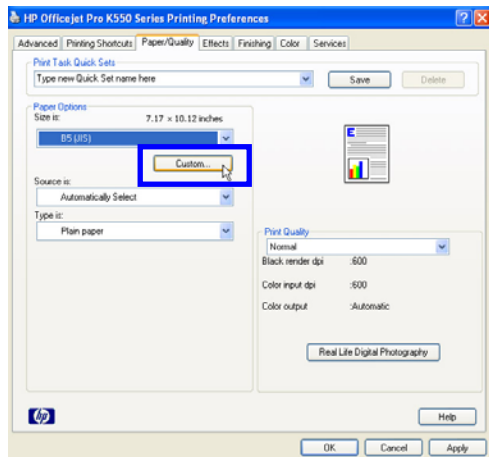 HP Officejet Pro K550 Series Printing Preferences
Advanced Printing Shortcuts Paper/Quality Effects Finishing Color Services
Print Task Quick Sets
Type new Quick Set name here Save Delete
Paper Options
Size is: 7.17 × 10.12 inches
B5 (JIS)
Custom...
Source is:
Automatically Select
Type is:
Plain paper
E
Print Quality
Normal
Black render dpi :600
Color input dpi :600
Color output :Automatic
Real Life Digital Photography
hp
Help
OK Cancel Apply